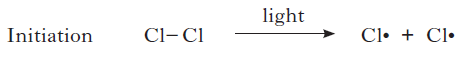 light
Initiation Cl–Cl Cl• + Cl•